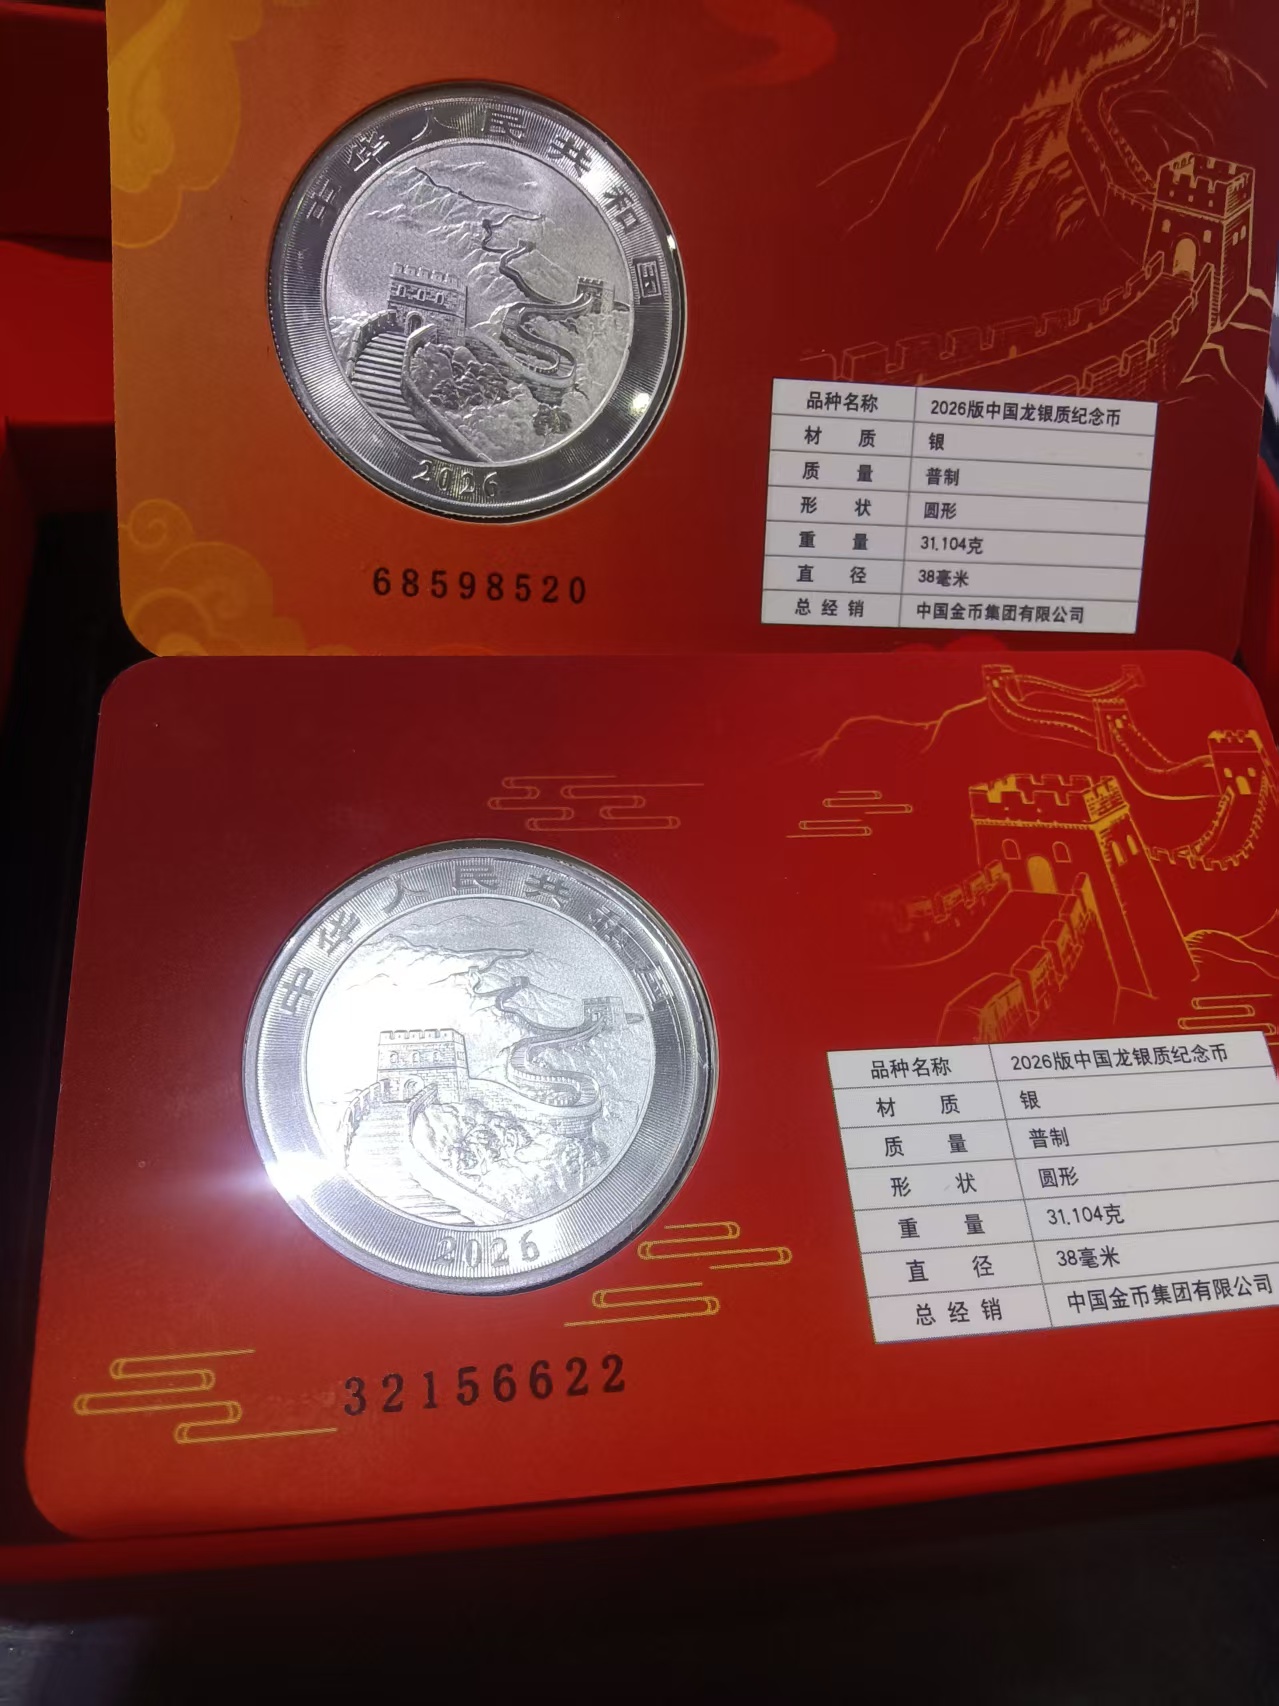 中华人民共和国
2026
68598520
品种名称 2026版中国龙银质纪念币
材 质 银
质 量 普制
形 状 圆形
重 量 31.104克
直 径 38毫米
总经销 中国金币集团有限公司
中华人民共和国
2026
32156622
品种名称 2026版中国龙银质纪念币
材 质 银
质 量 普制
形 状 圆形
重 量 31.104克
直 径 38毫米
总经销 中国金币集团有限公司